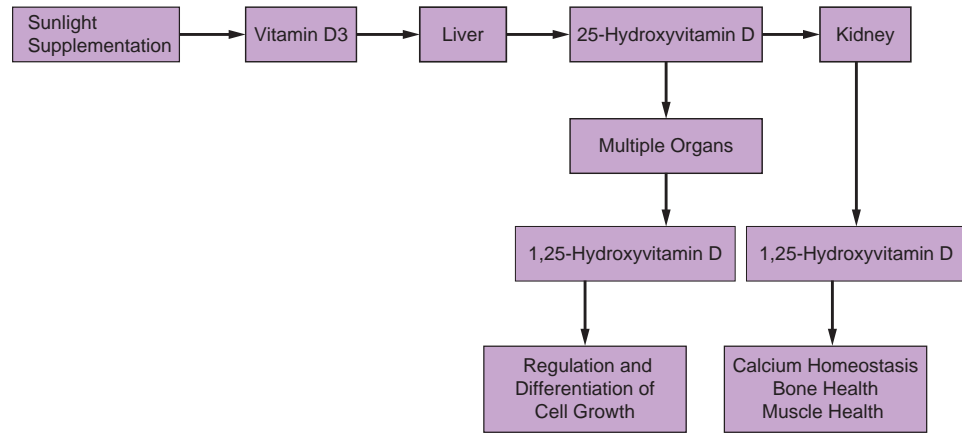 Sunlight
Supplementation
Vitamin D3
Liver
25-Hydroxyvitamin D
Kidney
Multiple Organs
1,25-Hydroxyvitamin D
1,25-Hydroxyvitamin D
Regulation and
Differentiation of
Cell Growth
Calcium Homeostasis
Bone Health
Muscle Health